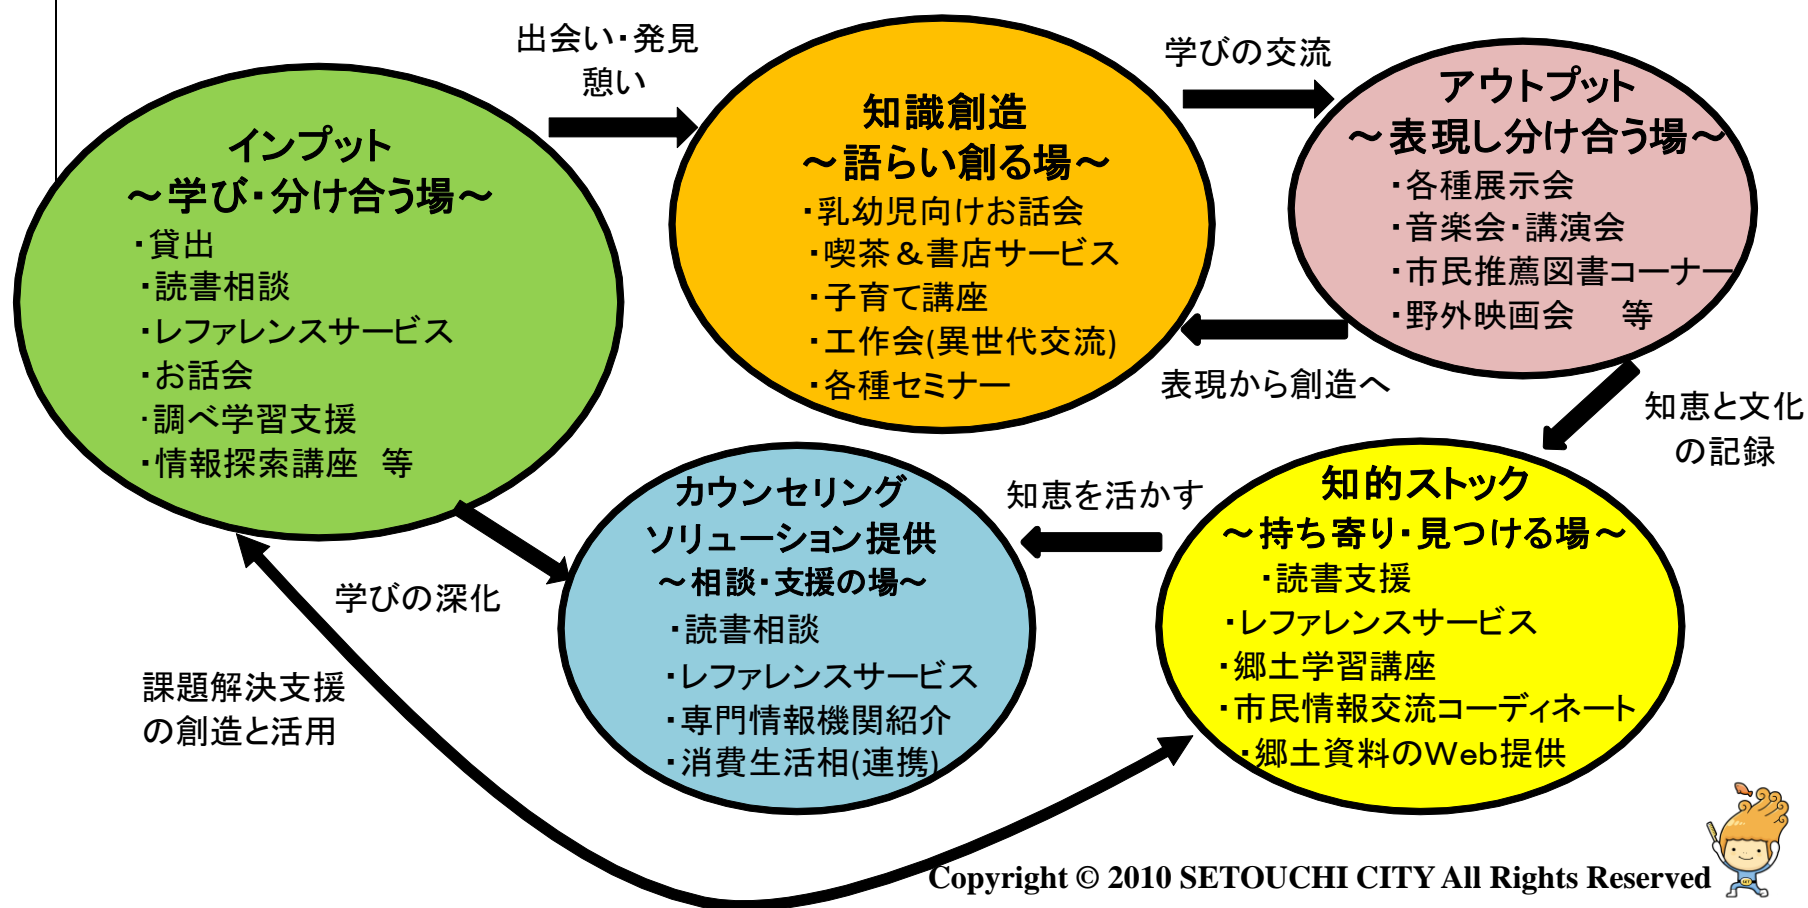 出会い・発見
憩い
学びの交流
インプット
～学び・分け合う場～
・貸出
・読書相談
・レファレンスサービス
・お話会
・調べ学習支援
・情報探索講座　等
知識創造
～語らい創る場～
・乳幼児向けお話会
・喫茶＆書店サービス
・子育て講座
・工作会(異世代交流)
・各種セミナー
アウトプット
～表現し分け合う場～
・各種展示会
・音楽会・講演会
・市民推薦図書コーナー
・野外映画会　等
表現から創造へ
知恵と文化
の記録
カウンセリング
ソリューション提供
～相談・支援の場～
・読書相談
・レファレンスサービス
・専門情報機関紹介
・消費生活相(連携)
知恵を活かす
知的ストック
～持ち寄り・見つける場～
・読書支援
・レファレンスサービス
・郷土学習講座
・市民情報交流コーディネート
・郷土資料のWeb提供
学びの深化
課題解決支援
の創造と活用
Copyright © 2010 SETOUCHI CITY All Rights Reserved